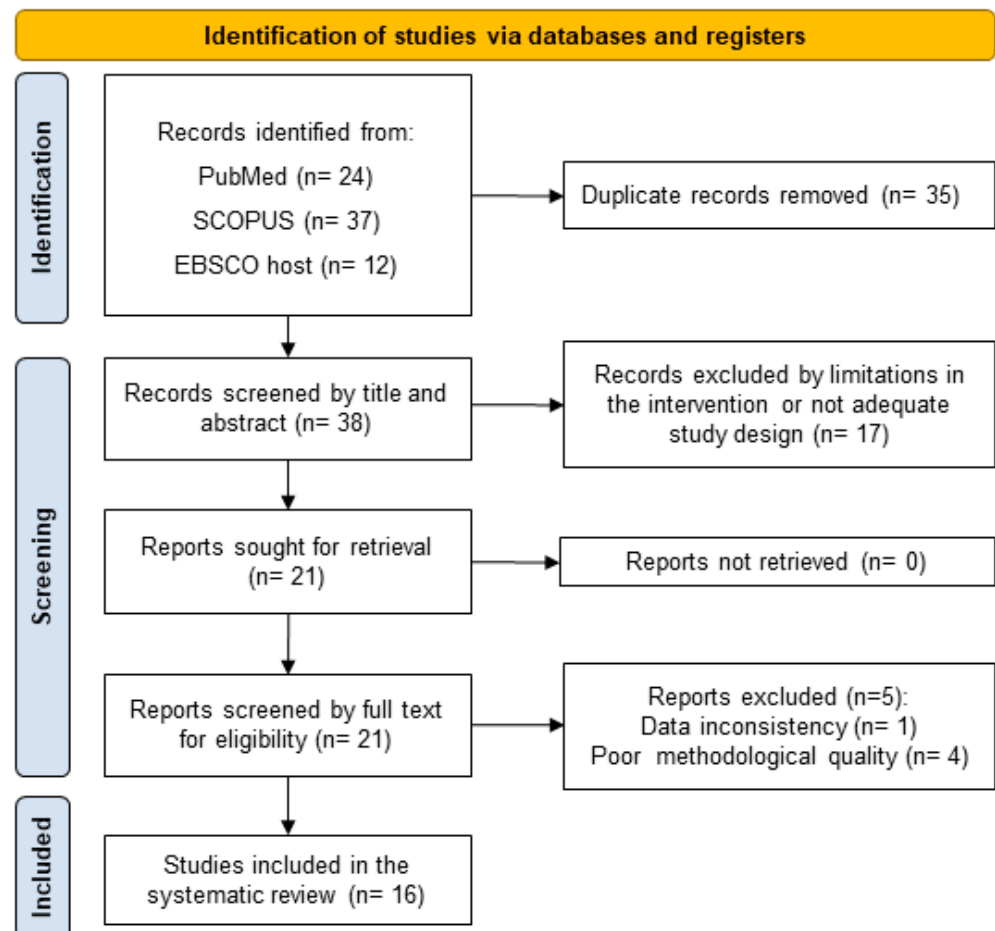 Identification of studies via databases and registers
Identification
Records identified from:
PubMed (n= 24)
SCOPUS (n= 37)
EBSCO host (n= 12)
Duplicate records removed (n= 35)
Screening
Records screened by title and
abstract (n= 38)
Records excluded by limitations in
the intervention or not adequate
study design (n= 17)
Reports sought for retrieval
(n= 21)
Reports not retrieved (n= 0)
Reports screened by full text
for eligibility (n= 21)
Reports excluded (n=5):
Data inconsistency (n= 1)
Poor methodological quality (n= 4)
Included
Studies included in the
systematic review (n= 16)